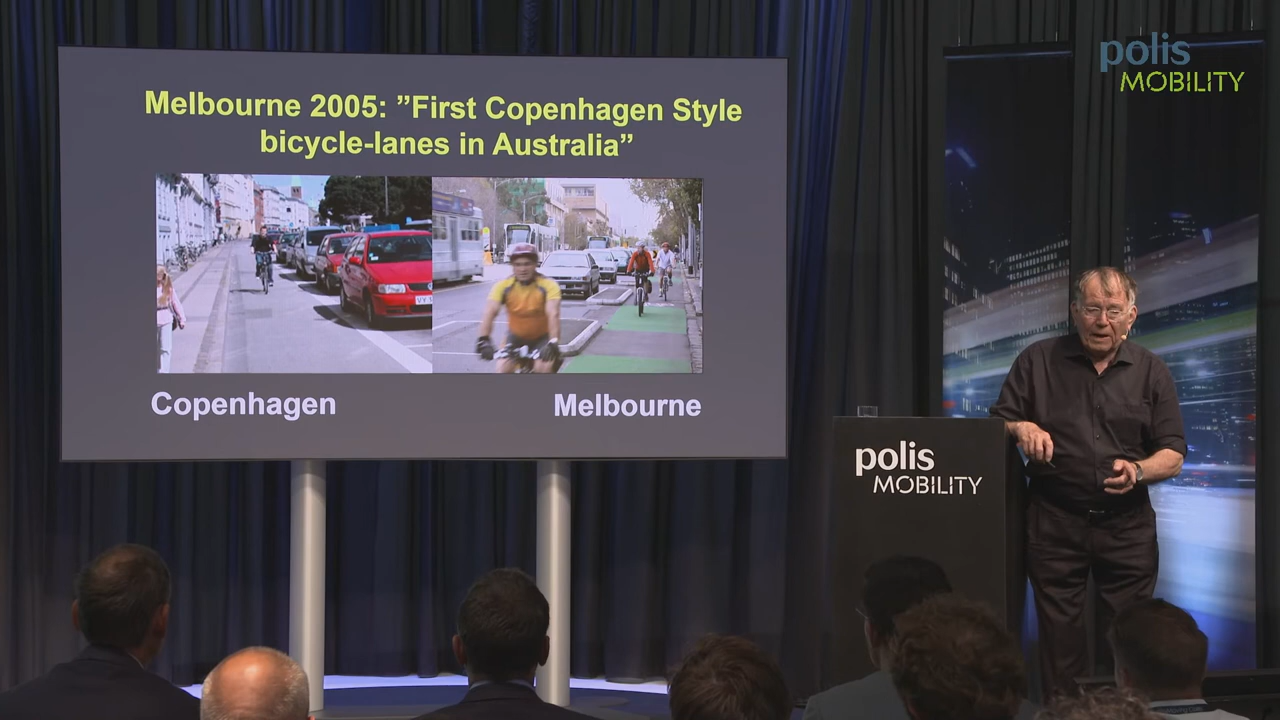 polis
MOBILITY
Melbourne 2005: ”First Copenhagen Style
bicycle-lanes in Australia”
Copenhagen
Melbourne
polis
MOBILITY